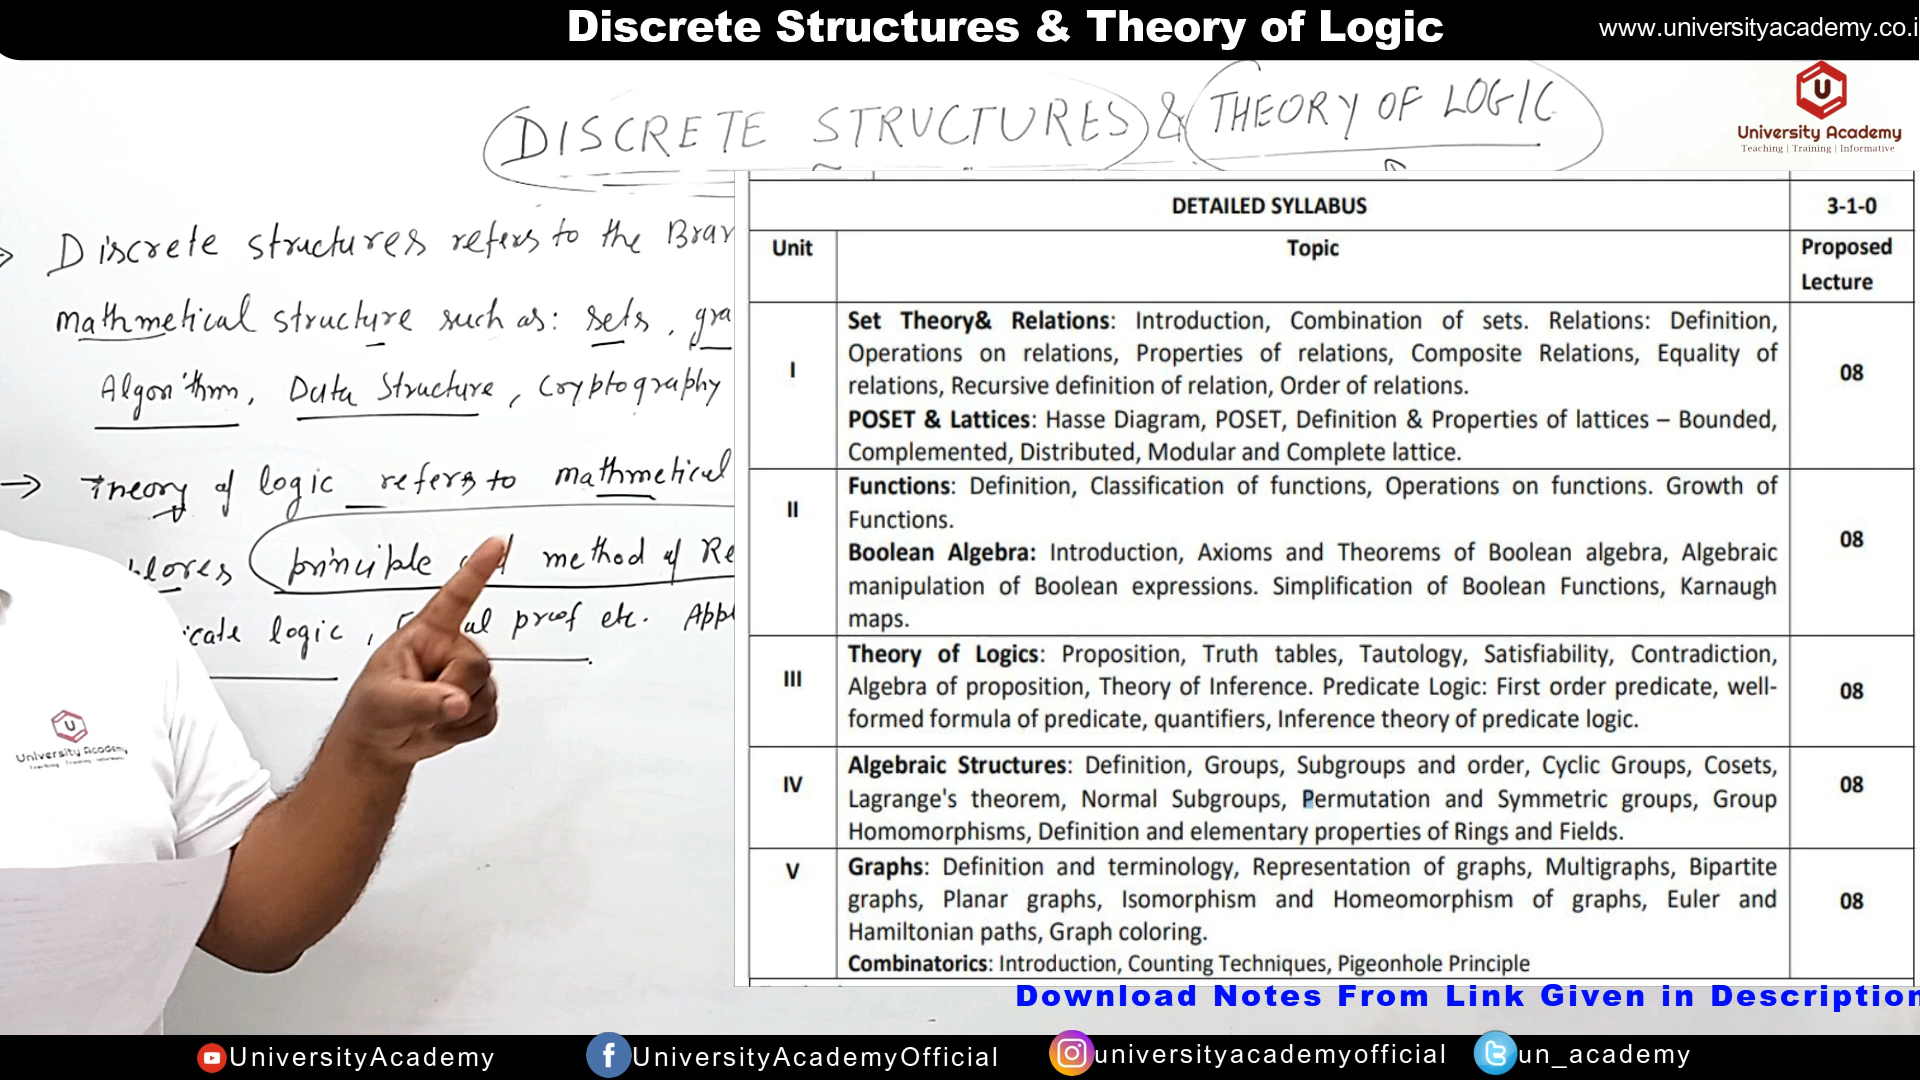 Discrete Structures & Theory of Logic
www.universityacademy.co.i
University Academy
Teaching | Training | Informative
DISCRETE STRUCTURES & THEORY OF LOGIC
Discrete structures refers to the Bran
mathmetical structure such as: sets, gra
Algorithm, Data Structure, Cryptography
→ Theory of logic refers to mathmetical
plores principle method of Re
icate logic, al proof etc. Appl
University Academy
DETAILED SYLLABUS 3-1-0
Unit Topic Proposed Lecture
I
Set Theory& Relations: Introduction, Combination of sets. Relations: Definition,
Operations on relations, Properties of relations, Composite Relations, Equality of
relations, Recursive definition of relation, Order of relations.
POSET & Lattices: Hasse Diagram, POSET, Definition & Properties of lattices – Bounded,
Complemented, Distributed, Modular and Complete lattice.
08
II
Functions: Definition, Classification of functions, Operations on functions. Growth of
Functions.
Boolean Algebra: Introduction, Axioms and Theorems of Boolean algebra, Algebraic
manipulation of Boolean expressions. Simplification of Boolean Functions, Karnaugh
maps.
08
III
Theory of Logics: Proposition, Truth tables, Tautology, Satisfiability, Contradiction,
Algebra of proposition, Theory of Inference. Predicate Logic: First order predicate, well-
formed formula of predicate, quantifiers, Inference theory of predicate logic.
08
IV
Algebraic Structures: Definition, Groups, Subgroups and order, Cyclic Groups, Cosets,
Lagrange's theorem, Normal Subgroups, Permutation and Symmetric groups, Group
Homomorphisms, Definition and elementary properties of Rings and Fields.
08
V
Graphs: Definition and terminology, Representation of graphs, Multigraphs, Bipartite
graphs, Planar graphs, Isomorphism and Homeomorphism of graphs, Euler and
Hamiltonian paths, Graph coloring.
Combinatorics: Introduction, Counting Techniques, Pigeonhole Principle
08
Download Notes From Link Given in Description
UniversityAcademy
UniversityAcademyOfficial
universityacademyofficial
un_academy